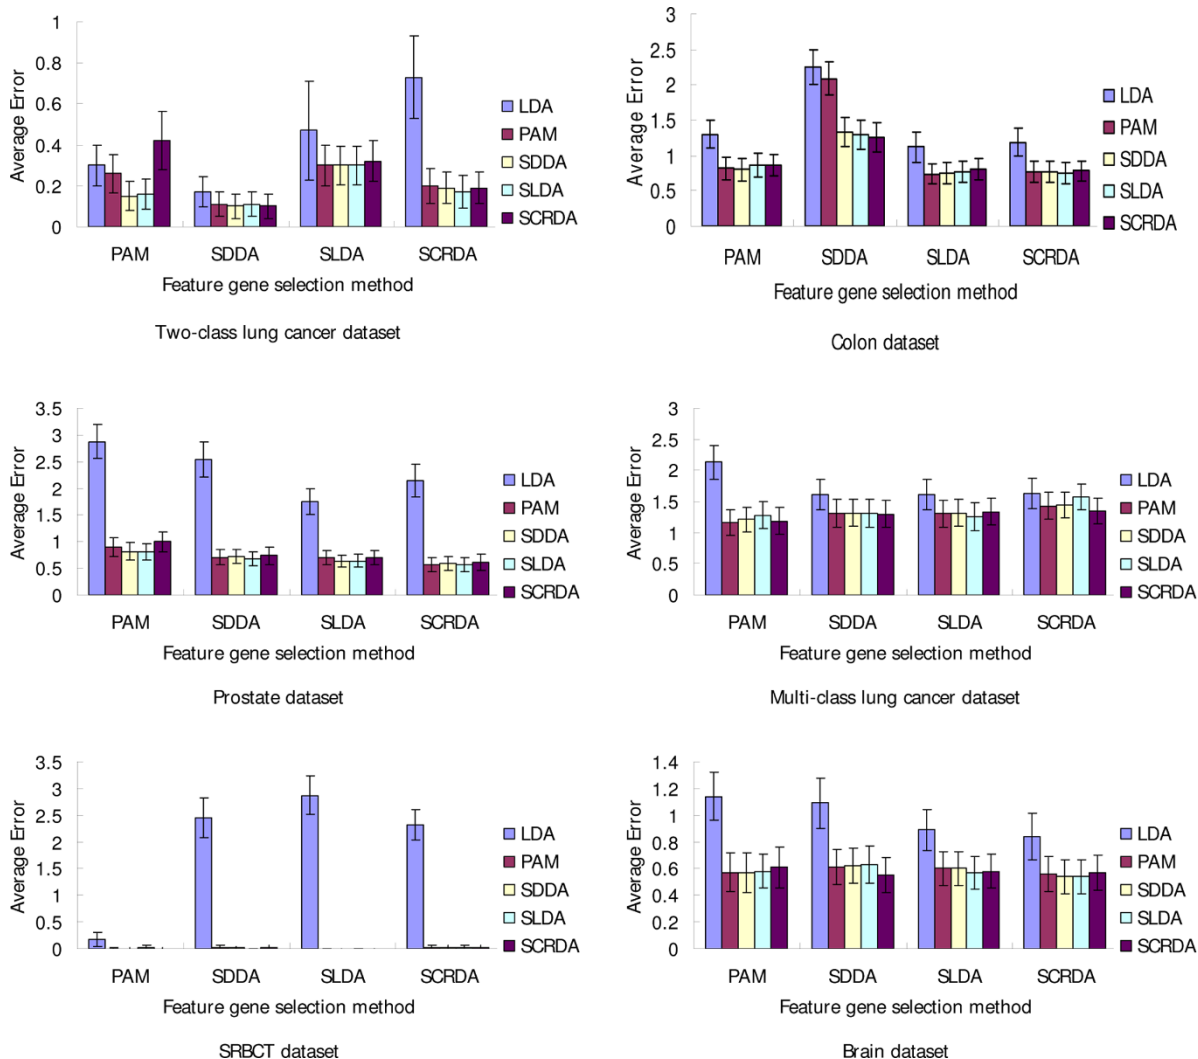 1
0.8
0.6
0.4
0.2
0
Average Error
PAM SDDA SLDA SCRDA
Feature gene selection method
LDA
PAM
SDDA
SLDA
SCRDA
Two-class lung cancer dataset
3
2.5
2
1.5
1
0.5
0
Average Error
PAM SDDA SLDA SCRDA
Feature gene selection method
LDA
PAM
SDDA
SLDA
SCRDA
Colon dataset
3.5
3
2.5
2
1.5
1
0.5
0
Average Error
PAM SDDA SLDA SCRDA
Feature gene selection method
LDA
PAM
SDDA
SLDA
SCRDA
Prostate dataset
3
2.5
2
1.5
1
0.5
0
Average Error
PAM SDDA SLDA SCRDA
Feature gene selection method
LDA
PAM
SDDA
SLDA
SCRDA
Multi-class lung cancer dataset
3.5
3
2.5
2
1.5
1
0.5
0
Average Error
PAM SDDA SLDA SCRDA
Feature gene selection method
LDA
PAM
SDDA
SLDA
SCRDA
SRBCT dataset
1.4
1.2
1
0.8
0.6
0.4
0.2
0
Average Error
PAM SDDA SLDA SCRDA
Feature gene selection method
LDA
PAM
SDDA
SLDA
SCRDA
Brain dataset